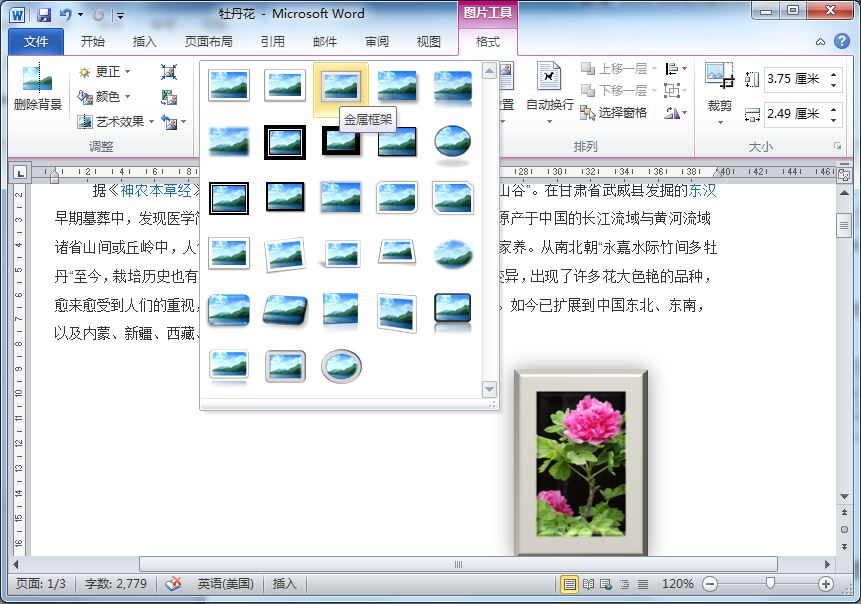 牡丹花 - Microsoft Word
图片工具
文件 开始 插入 页面布局 引用 邮件 审阅 视图 格式
删除背景
更正
颜色
艺术效果
调整
金属框架
自动换行
上移一层
下移一层
选择窗格
排列
裁剪
3.75 厘米
2.49 厘米
大小
据《神农本草经》 山谷”。在甘肃省武威县发掘的东汉
早期墓葬中，发现医学简 原产于中国的长江流域与黄河流域
诸省山间或丘岭中，人 家养。从南北朝“永嘉水际竹间多牡
丹“至今，栽培历史也有 变异，出现了许多花大色艳的品种，
愈来愈受到人们的重视， 。如今已扩展到中国东北、东南，
以及内蒙、新疆、西藏、
页面: 1/3 字数: 2,779 英语(美国) 插入 120%